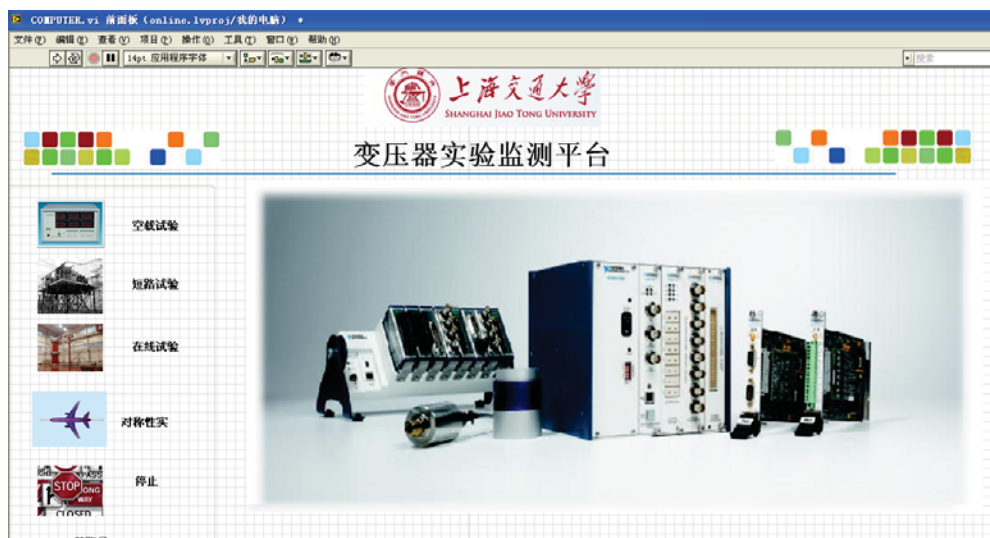 COMPUTER.vi 前面板 (online.lvproj/我的电脑) *
文件(F) 编辑(E) 查看(V) 项目(P) 操作(O) 工具(T) 窗口(W) 帮助(H)
14pt 应用程序字体
搜索
上海交通大學
SHANGHAI JIAO TONG UNIVERSITY
变压器实验监测平台
空载试验
短路试验
在线试验
对称性实
停止
STOP
WAY
CLOSED